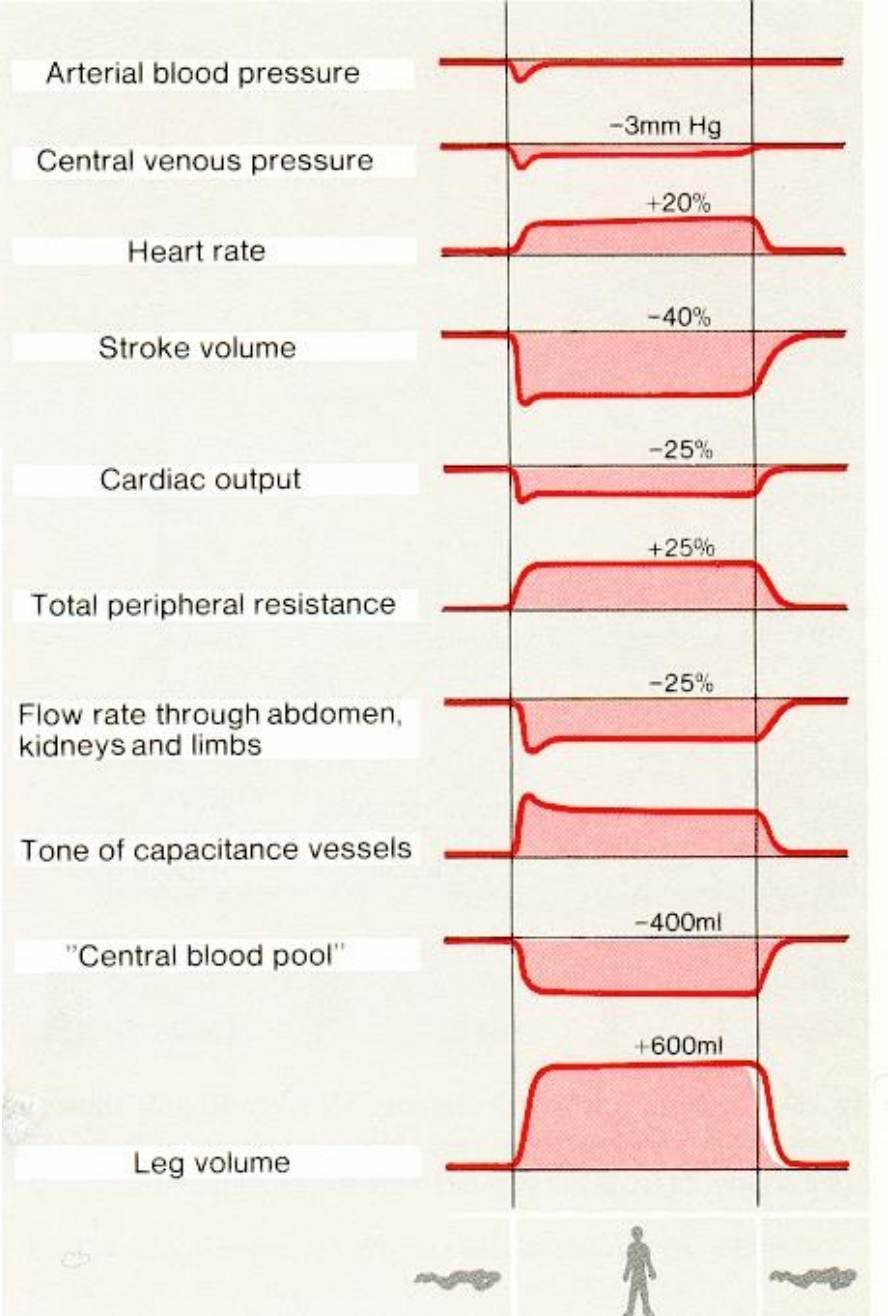 Arterial blood pressure
-3mm Hg
Central venous pressure
+20%
Heart rate
-40%
Stroke volume
-25%
Cardiac output
+25%
Total peripheral resistance
-25%
Flow rate through abdomen,
kidneys and limbs
Tone of capacitance vessels
-400ml
"Central blood pool"
+600ml
Leg volume